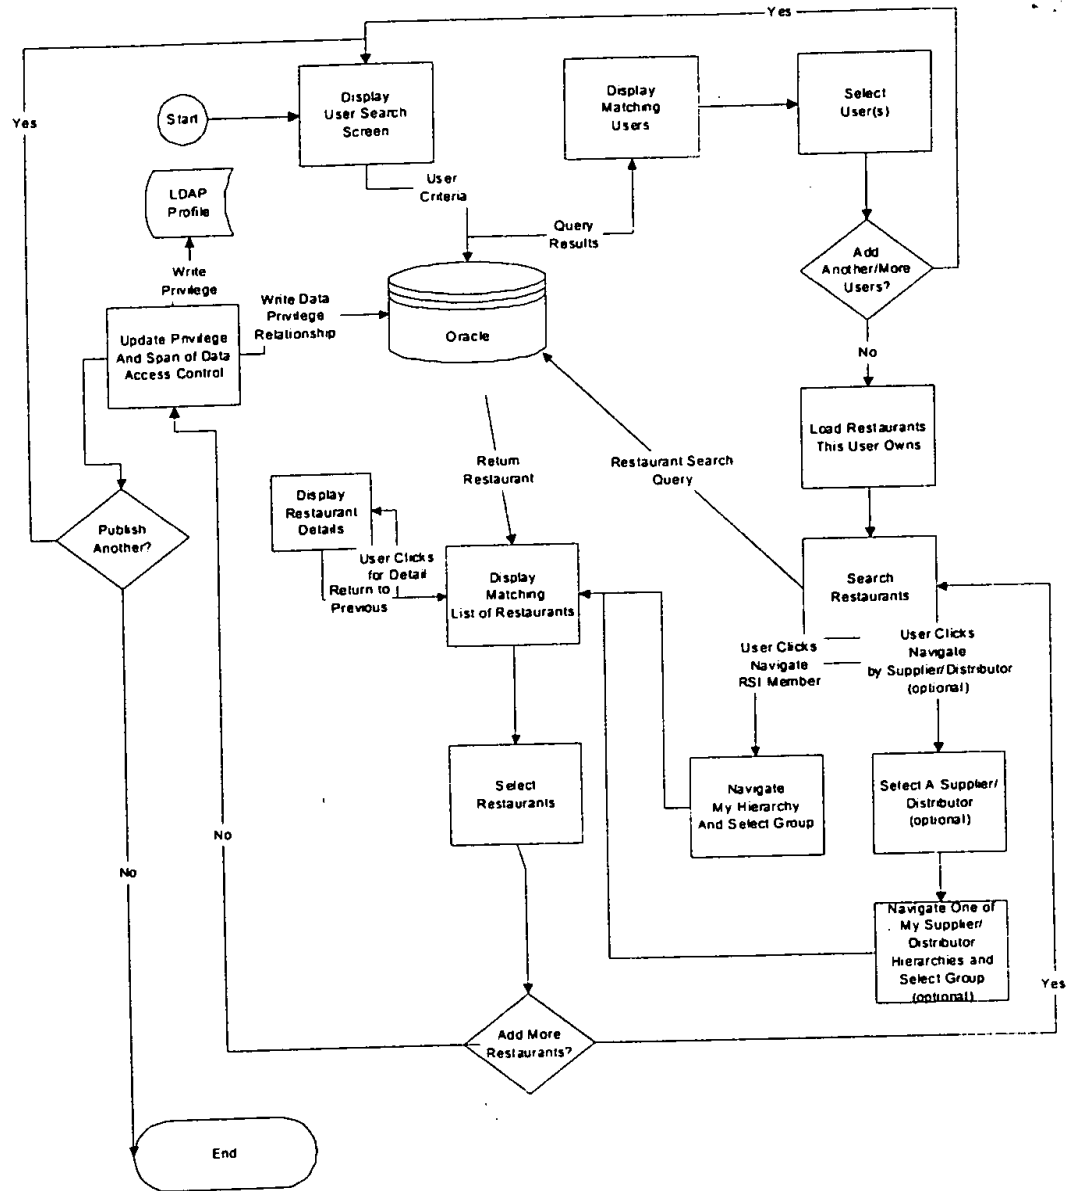 Yes
Yes
Start
Display
User Search
Screen
Display
Matching
Users
Select
User(s)
User
Criteria
LDAP
Profile
Query
Results
Add
Another/More
Users?
Write
Privilege
Write Data
Privilege
Relationship
Oracle
Update Privilege
And Span of Data
Access Control
No
Load Restaurants
This User Owns
Return
Restaurant
Restaurant Search
Query
Display
Restaurant
Details
Publish
Another?
User Clicks
for Detail
Return to
Previous
Display
Matching
List of Restaurants
Search
Restaurants
User Clicks
Navigate
RSI Member
User Clicks
Navigate
by Supplier/Distributor
(optional)
Select
Restaurants
Navigate
My Hierarchy
And Select Group
Select A Supplier/
Distributor
(optional)
No
No
Navigate One of
My Supplier/
Distributor
Hierarchies and
Select Group
(optional)
Yes
Add More
Restaurants?
End